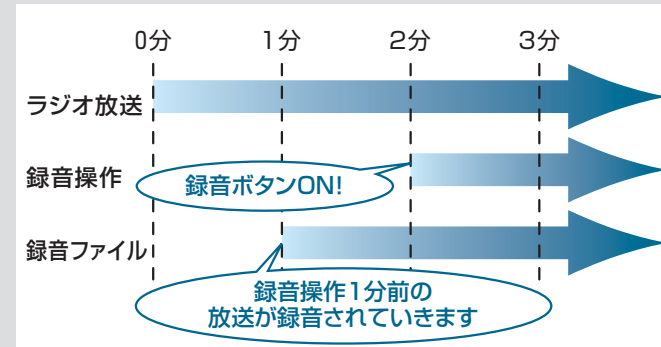 0分 1分 2分 3分
ラジオ放送
録音操作
録音ボタンON!
録音ファイル
録音操作1分前の
放送が録音されていきます